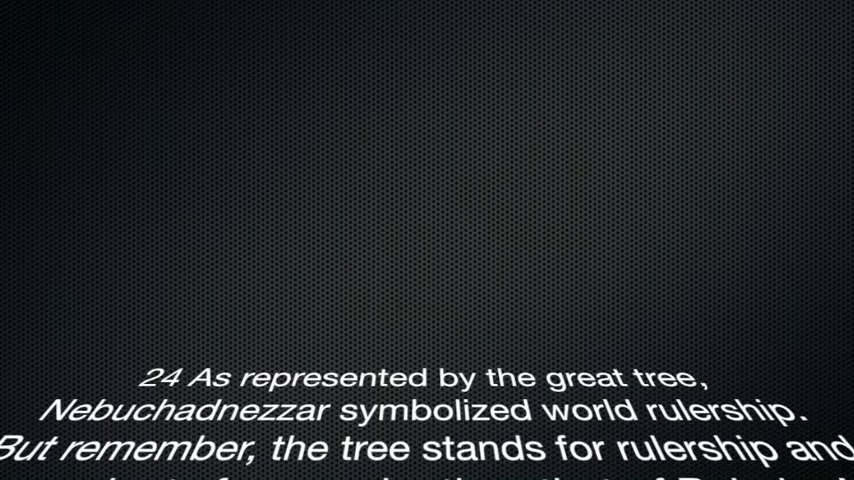 24 As represented by the great tree,
Nebuchadnezzar symbolized world rulership.
But remember, the tree stands for rulership and